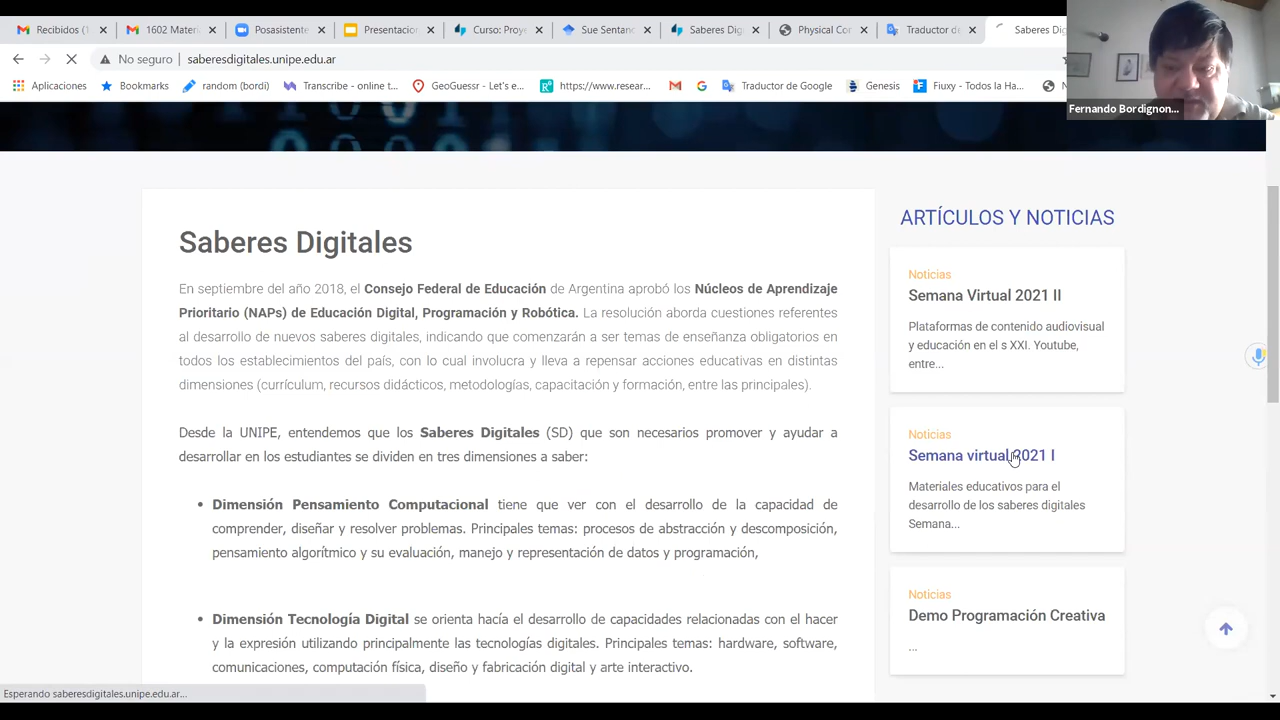 Recibidos (1
1602 Materi
Posasistente
Presentacio
Curso: Proye
Sue Sentanc
Saberes Digi
Physical Cor
Traductor de
Saberes Dig
No seguro
saberesdigitales.unipe.edu.ar
Aplicaciones
Bookmarks
random (bordi)
Transcribe - online t...
GeoGuessr - Let's e...
https://www.resear...
Traductor de Google
Genesis
Fiuxy - Todos la Ha...
N
Fernando Bordignon...
Saberes Digitales
En septiembre del año 2018, el Consejo Federal de Educación de Argentina aprobó los Núcleos de Aprendizaje
Prioritario (NAPs) de Educación Digital, Programación y Robótica. La resolución aborda cuestiones referentes
al desarrollo de nuevos saberes digitales, indicando que comenzarán a ser temas de enseñanza obligatorios en
todos los establecimientos del país, con lo cual involucra y lleva a repensar acciones educativas en distintas
dimensiones (currículum, recursos didácticos, metodologías, capacitación y formación, entre las principales).
Desde la UNIPE, entendemos que los Saberes Digitales (SD) que son necesarios promover y ayudar a
desarrollar en los estudiantes se dividen en tres dimensiones a saber:
• Dimensión Pensamiento Computacional tiene que ver con el desarrollo de la capacidad de
comprender, diseñar y resolver problemas. Principales temas: procesos de abstracción y descomposición,
pensamiento algorítmico y su evaluación, manejo y representación de datos y programación,
• Dimensión Tecnología Digital se orienta hacía el desarrollo de capacidades relacionadas con el hacer
y la expresión utilizando principalmente las tecnologías digitales. Principales temas: hardware, software,
comunicaciones, computación física, diseño y fabricación digital y arte interactivo.
ARTÍCULOS Y NOTICIAS
Noticias
Semana Virtual 2021 II
Plataformas de contenido audiovisual
y educación en el s XXI. Youtube,
entre...
Noticias
Semana virtual 2021 I
Materiales educativos para el
desarrollo de los saberes digitales
Semana...
Noticias
Demo Programación Creativa
...
Esperando saberesdigitales.unipe.edu.ar...